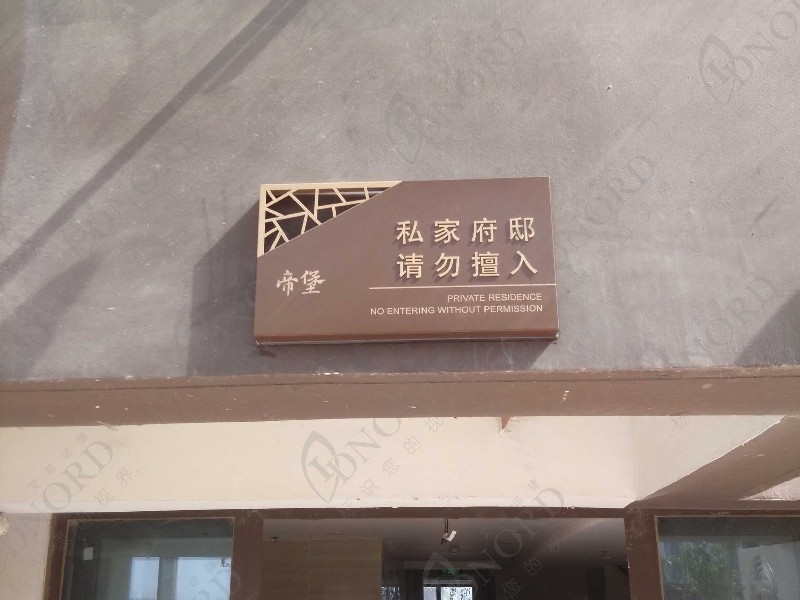 私家府邸
请勿擅入
帝堡
PRIVATE RESIDENCE
NO ENTERING WITHOUT PERMISSION